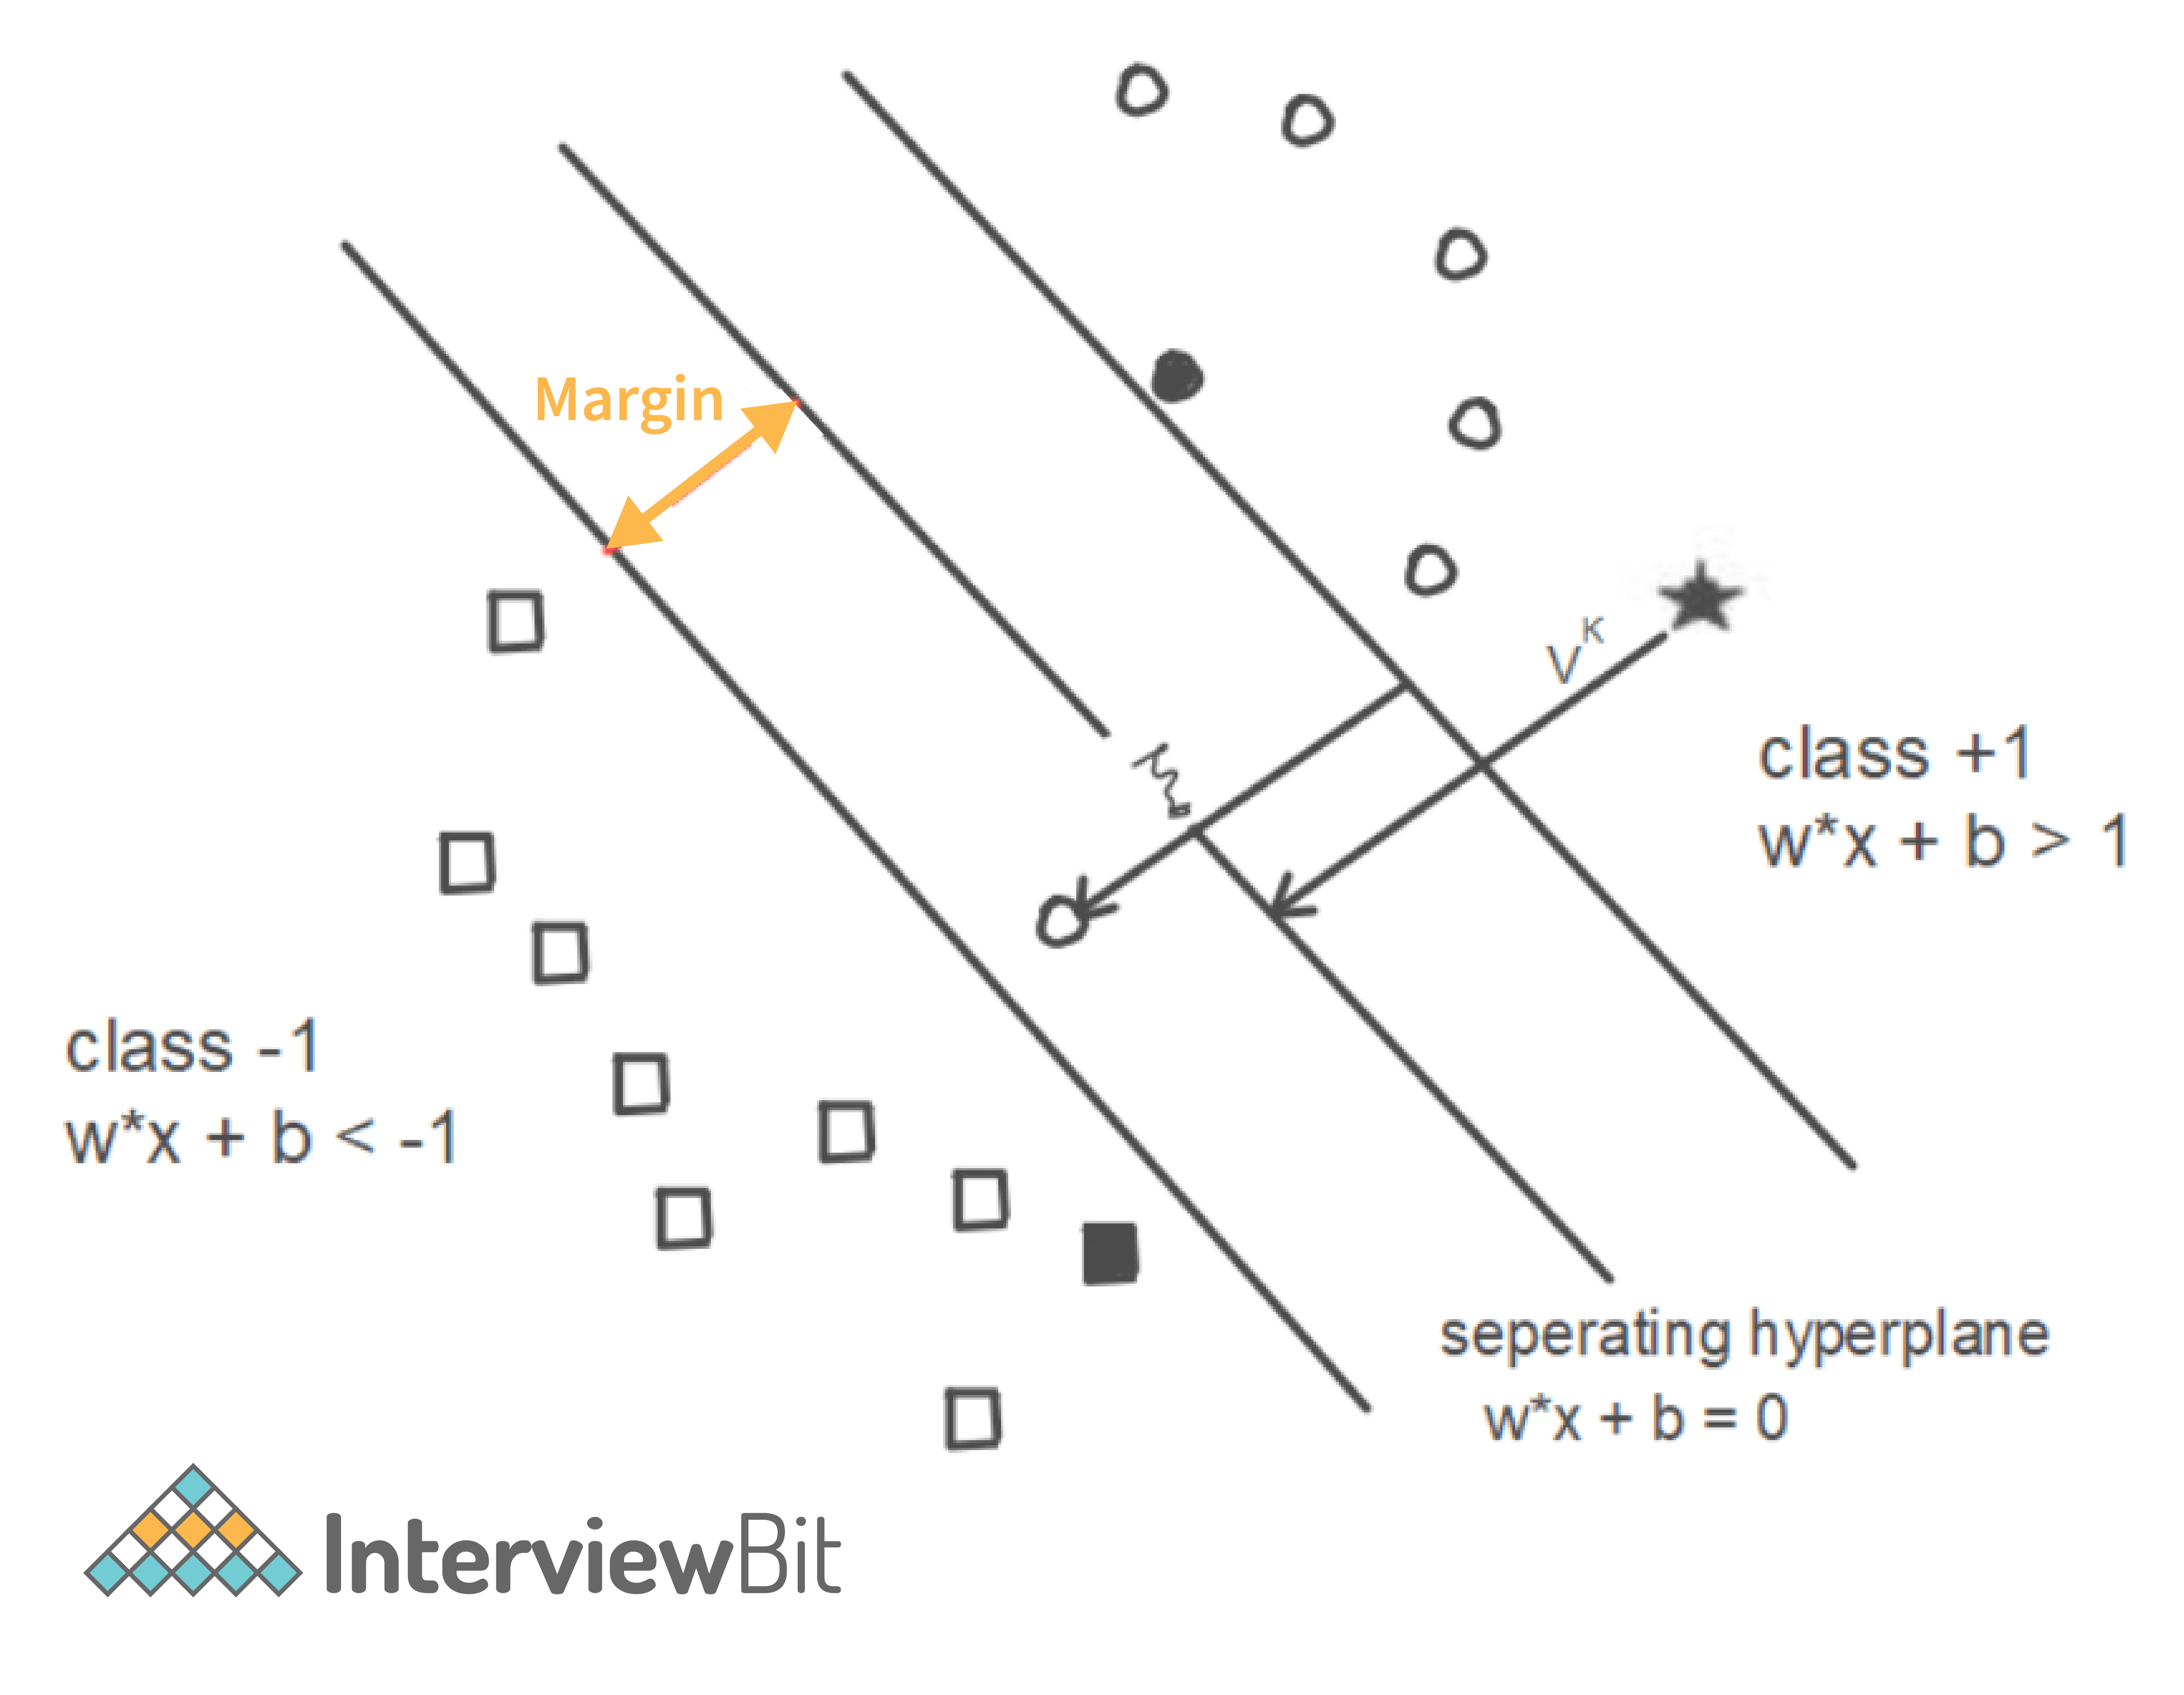 Margin
V^K
class +1
w*x + b > 1
class -1
w*x + b < -1
seperating hyperplane
w*x + b = 0
InterviewBit